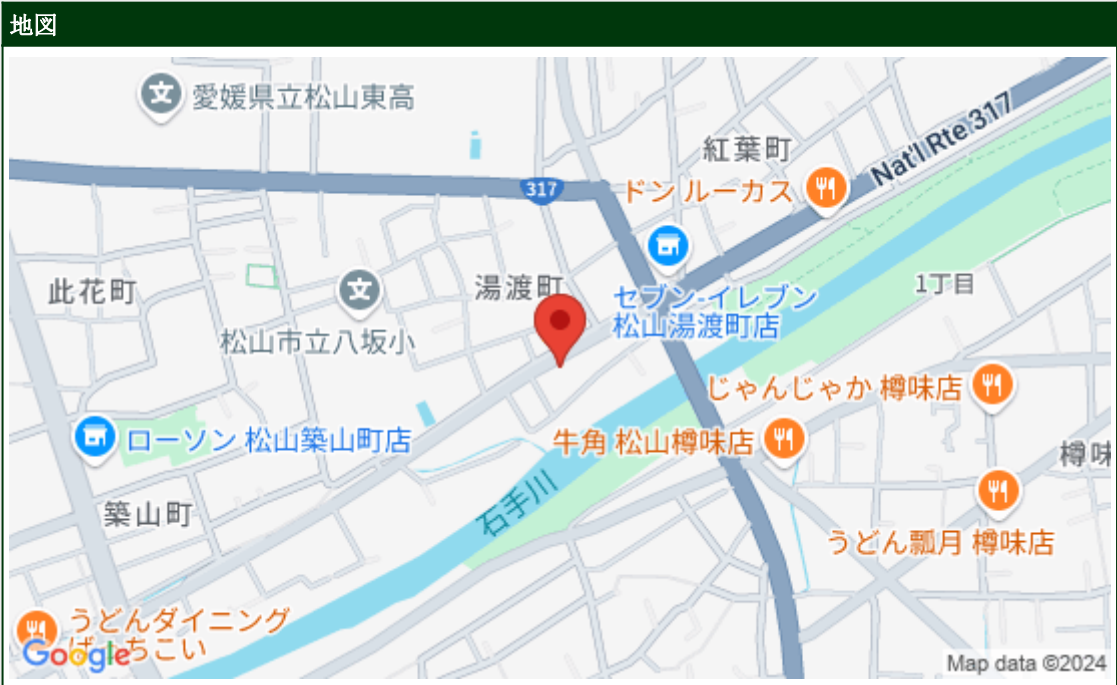 地図
愛媛県立松山東高
紅葉町
Nat'l Rte 317
317
ドン ルーカス
此花町
湯渡町
1丁目
セブン-イレブン
松山湯渡町店
松山市立八坂小
じゃんじゃか 樽味店
ローソン 松山築山町店
牛角 松山樽味店
樽味
石手川
築山町
うどん瓢月 樽味店
うどんダイニング
ちこい
Google
Map data ©2024